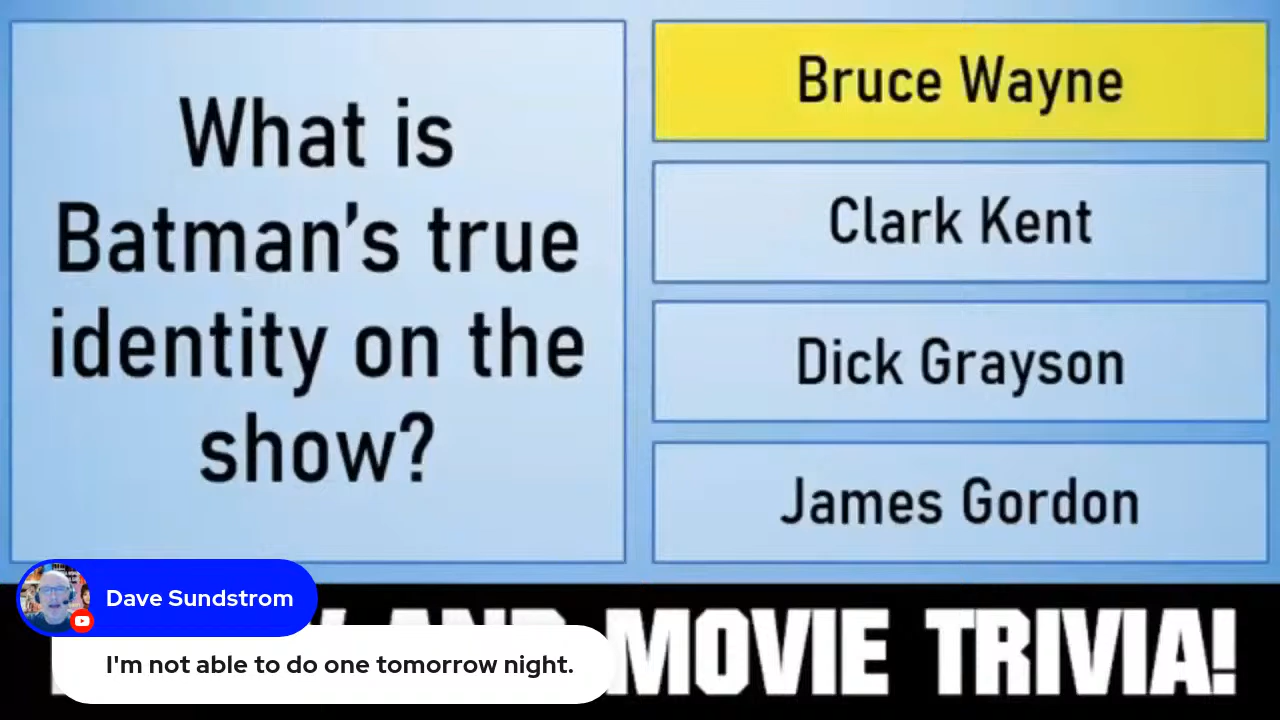 What is
Batman's true
identity on the
show?
Bruce Wayne
Clark Kent
Dick Grayson
James Gordon
Dave Sundstrom
MOVIE TRIVIA!
I'm not able to do one tomorrow night.